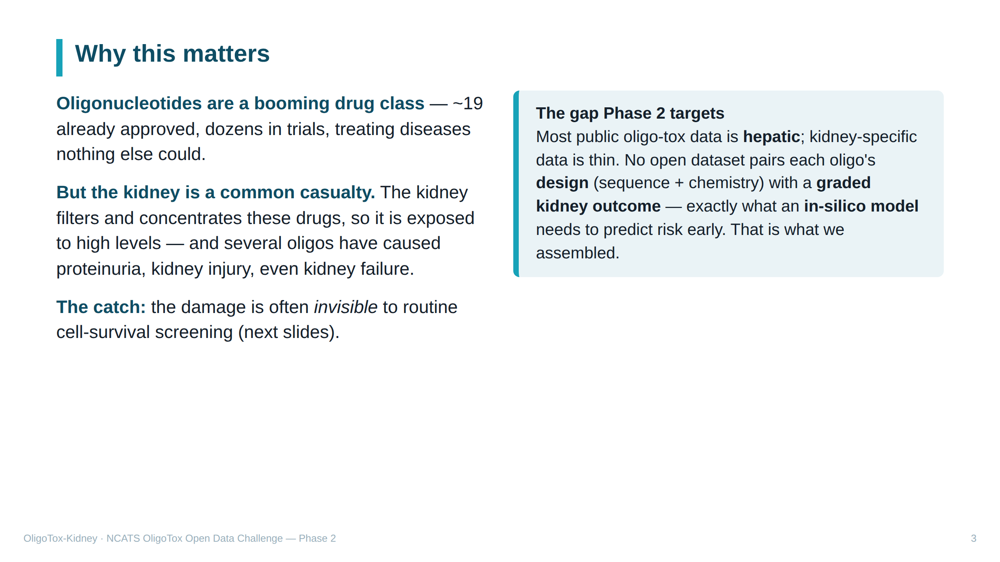 Why this matters
Oligonucleotides are a booming drug class — ~19
already approved, dozens in trials, treating diseases
nothing else could.
But the kidney is a common casualty. The kidney
filters and concentrates these drugs, so it is exposed
to high levels — and several oligos have caused
proteinuria, kidney injury, even kidney failure.
The catch: the damage is often invisible to routine
cell-survival screening (next slides).
The gap Phase 2 targets
Most public oligo-tox data is hepatic; kidney-specific
data is thin. No open dataset pairs each oligo's
design (sequence + chemistry) with a graded
kidney outcome — exactly what an in-silico model
needs to predict risk early. That is what we
assembled.
OligoTox-Kidney · NCATS OligoTox Open Data Challenge — Phase 2
3